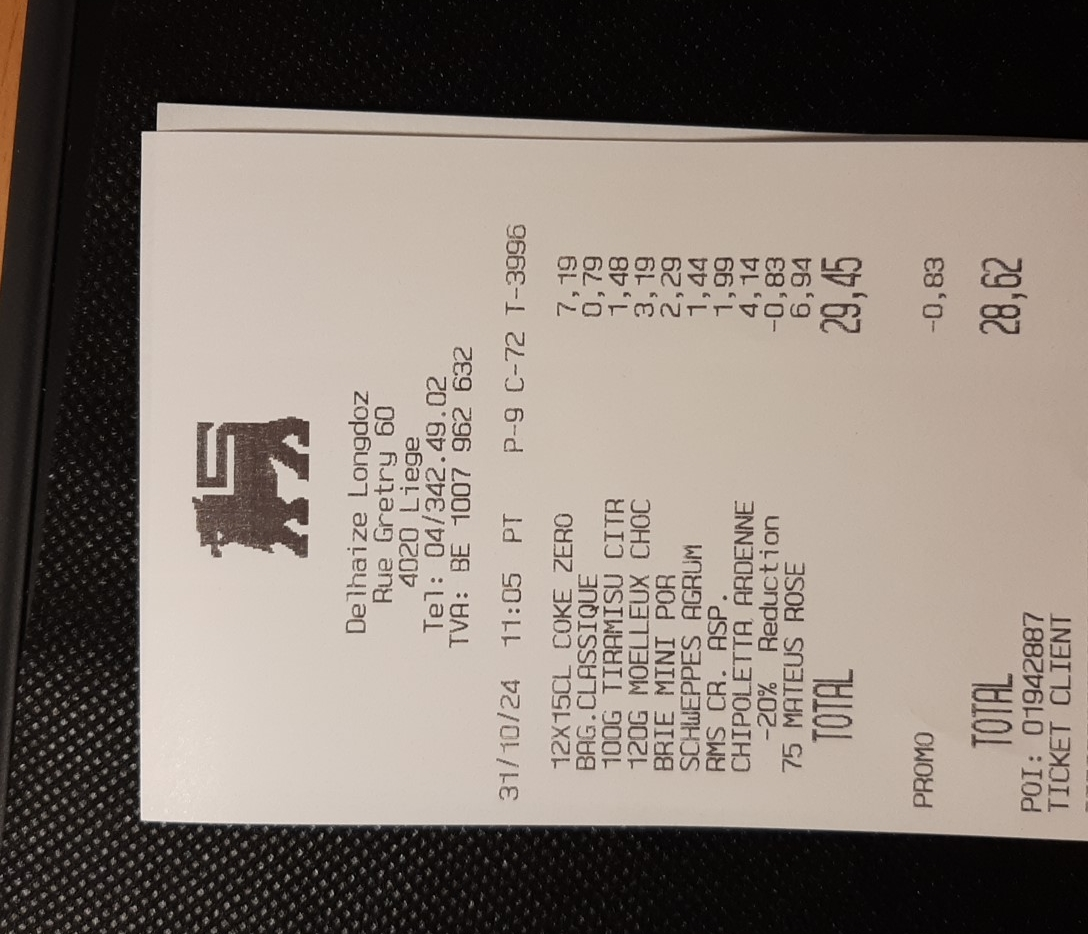 Delhaize Longdoz
Rue Gretry 60
4020 Liege
Tel: 04/342.49.02
TVA: BE 1007 962 632
31/10/24 11:05 PT P-9 C-72 T-3996
12X15CL COKE ZERO 7,19
BAG.CLASSIQUE 0,79
100G TIRAMISU CITR 1,48
120G MOELLEUX CHOC 3,19
BRIE MINI POR 2,29
SCHWEPPES AGRUM 1,44
RMS CR. ASP. 1,99
CHIPOLETTA ARDENNE 4,14
-20% Reduction -0,83
75 MATEUS ROSE 6,94
TOTAL 29,45
PROMO -0,83
TOTAL 28,62
POI: 01942887
TICKET CLIENT